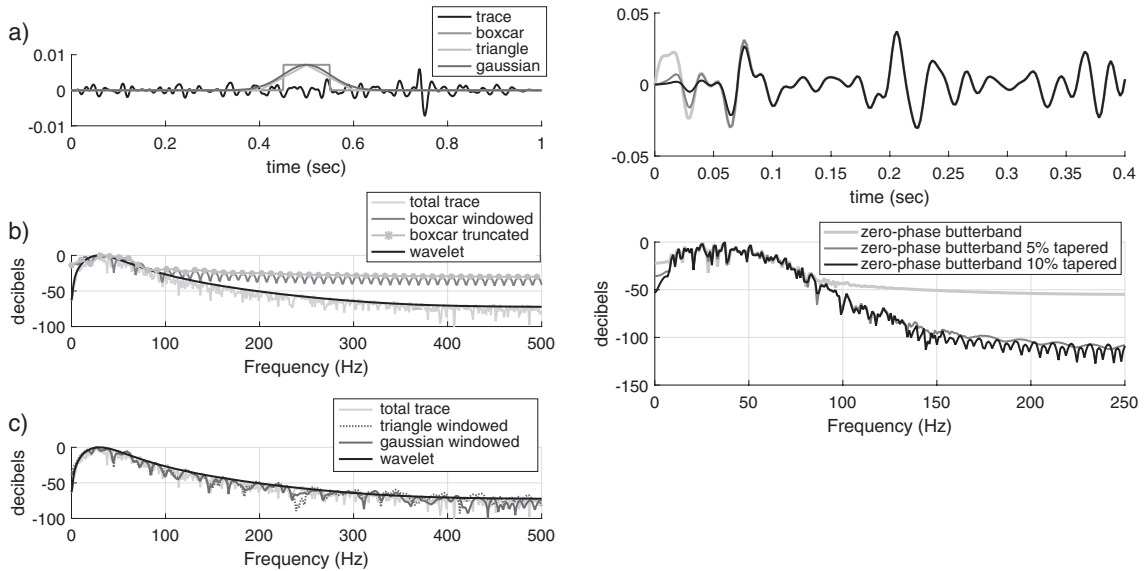 a)
trace
boxcar
triangle
gaussian
0.01
0
-0.01
0 0.2 0.4 0.6 0.8 1
time (sec)
b)
total trace
boxcar windowed
boxcar truncated
wavelet
decibels
0
-50
-100
0 100 200 300 400 500
Frequency (Hz)
c)
total trace
triangle windowed
gaussian windowed
wavelet
decibels
0
-50
-100
0 100 200 300 400 500
Frequency (Hz)
0.05
0
-0.05
0 0.05 0.1 0.15 0.2 0.25 0.3 0.35 0.4
time (sec)
zero-phase butterband
zero-phase butterband 5% tapered
zero-phase butterband 10% tapered
decibels
0
-50
-100
-150
0 50 100 150 200 250
Frequency (Hz)